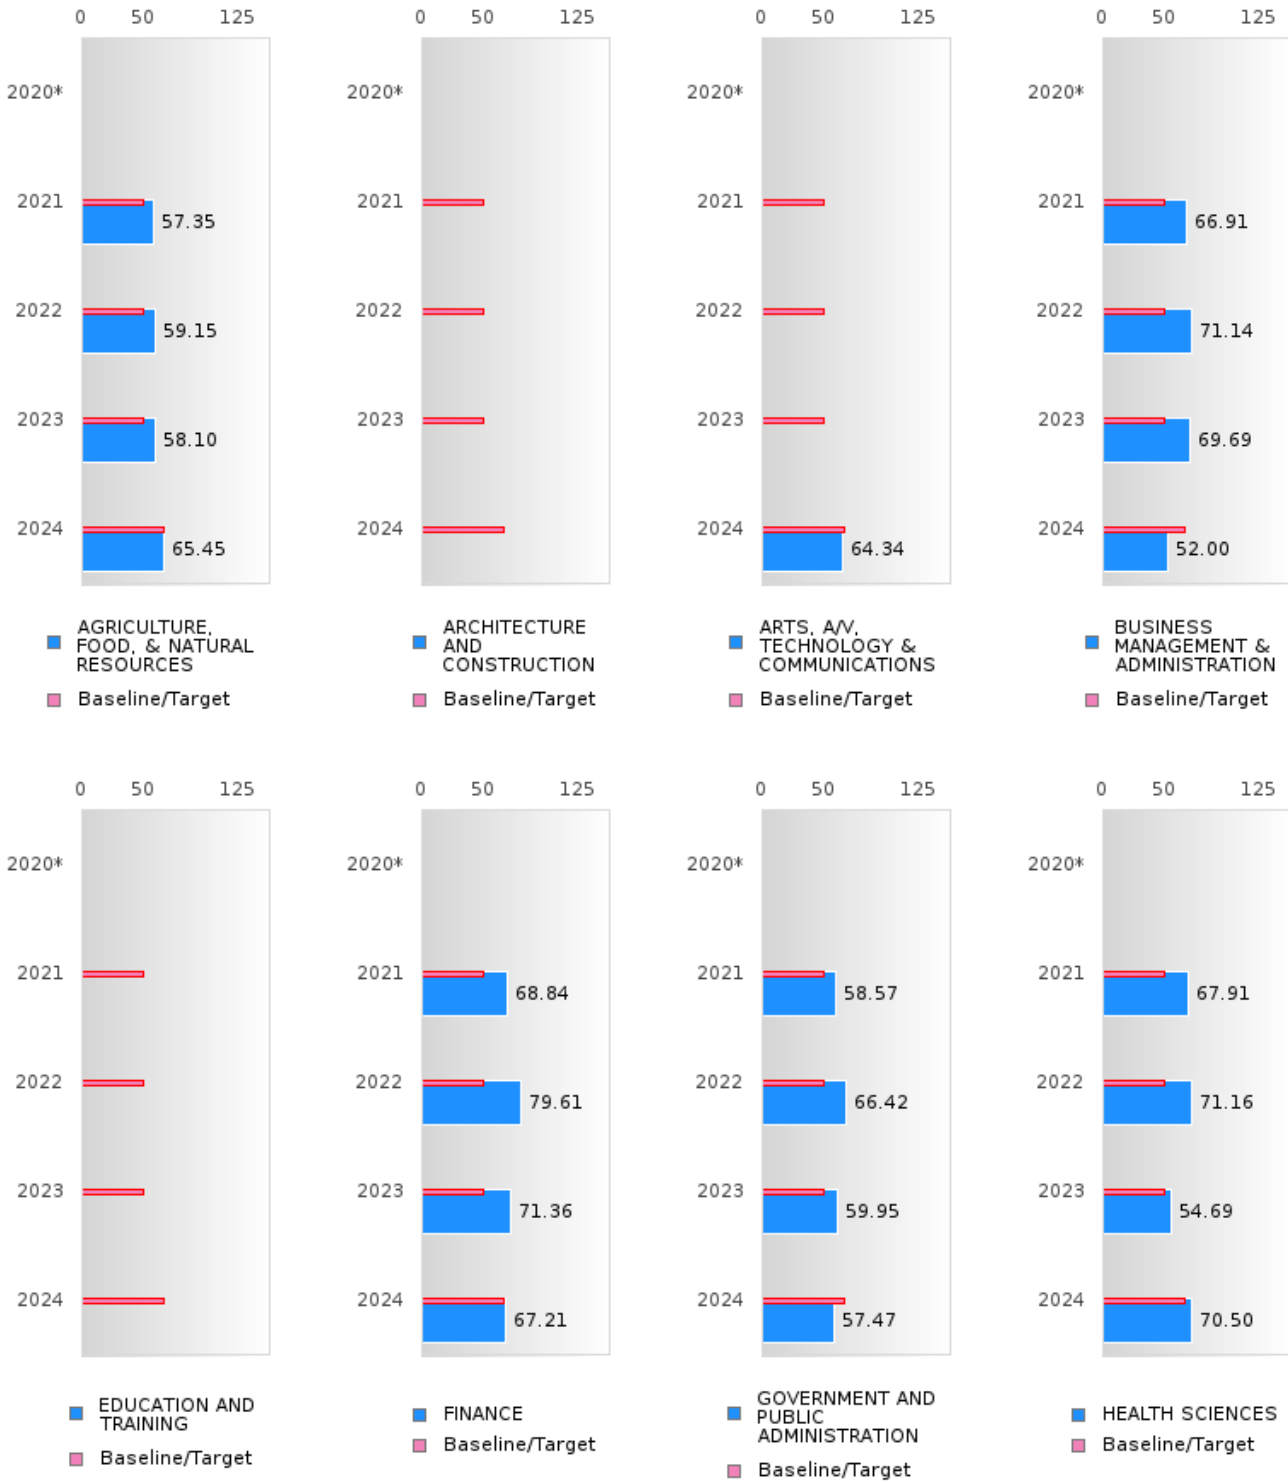 0 50 125
2020*
2021
57.35
2022
59.15
2023
58.10
2024
65.45
AGRICULTURE,
FOOD, & NATURAL
RESOURCES
Baseline/Target
0 50 125
2020*
2021
2022
2023
2024
ARCHITECTURE
AND
CONSTRUCTION
Baseline/Target
0 50 125
2020*
2021
2022
2023
2024
64.34
ARTS, A/V,
TECHNOLOGY &
COMMUNICATIONS
Baseline/Target
0 50 125
2020*
2021
66.91
2022
71.14
2023
69.69
2024
52.00
BUSINESS
MANAGEMENT &
ADMINISTRATION
Baseline/Target
0 50 125
2020*
2021
2022
2023
2024
EDUCATION AND
TRAINING
Baseline/Target
0 50 125
2020*
2021
68.84
2022
79.61
2023
71.36
2024
67.21
FINANCE
Baseline/Target
0 50 125
2020*
2021
58.57
2022
66.42
2023
59.95
2024
57.47
GOVERNMENT AND
PUBLIC
ADMINISTRATION
Baseline/Target
0 50 125
2020*
2021
67.91
2022
71.16
2023
54.69
2024
70.50
HEALTH SCIENCES
Baseline/Target